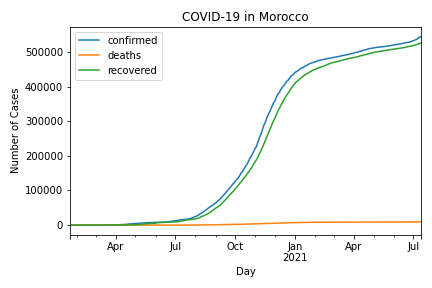 COVID-19 in Morocco
confirmed
deaths
recovered
Number of Cases
500000
400000
300000
200000
100000
0
Apr Jul Oct Jan Apr Jul
2021
Day